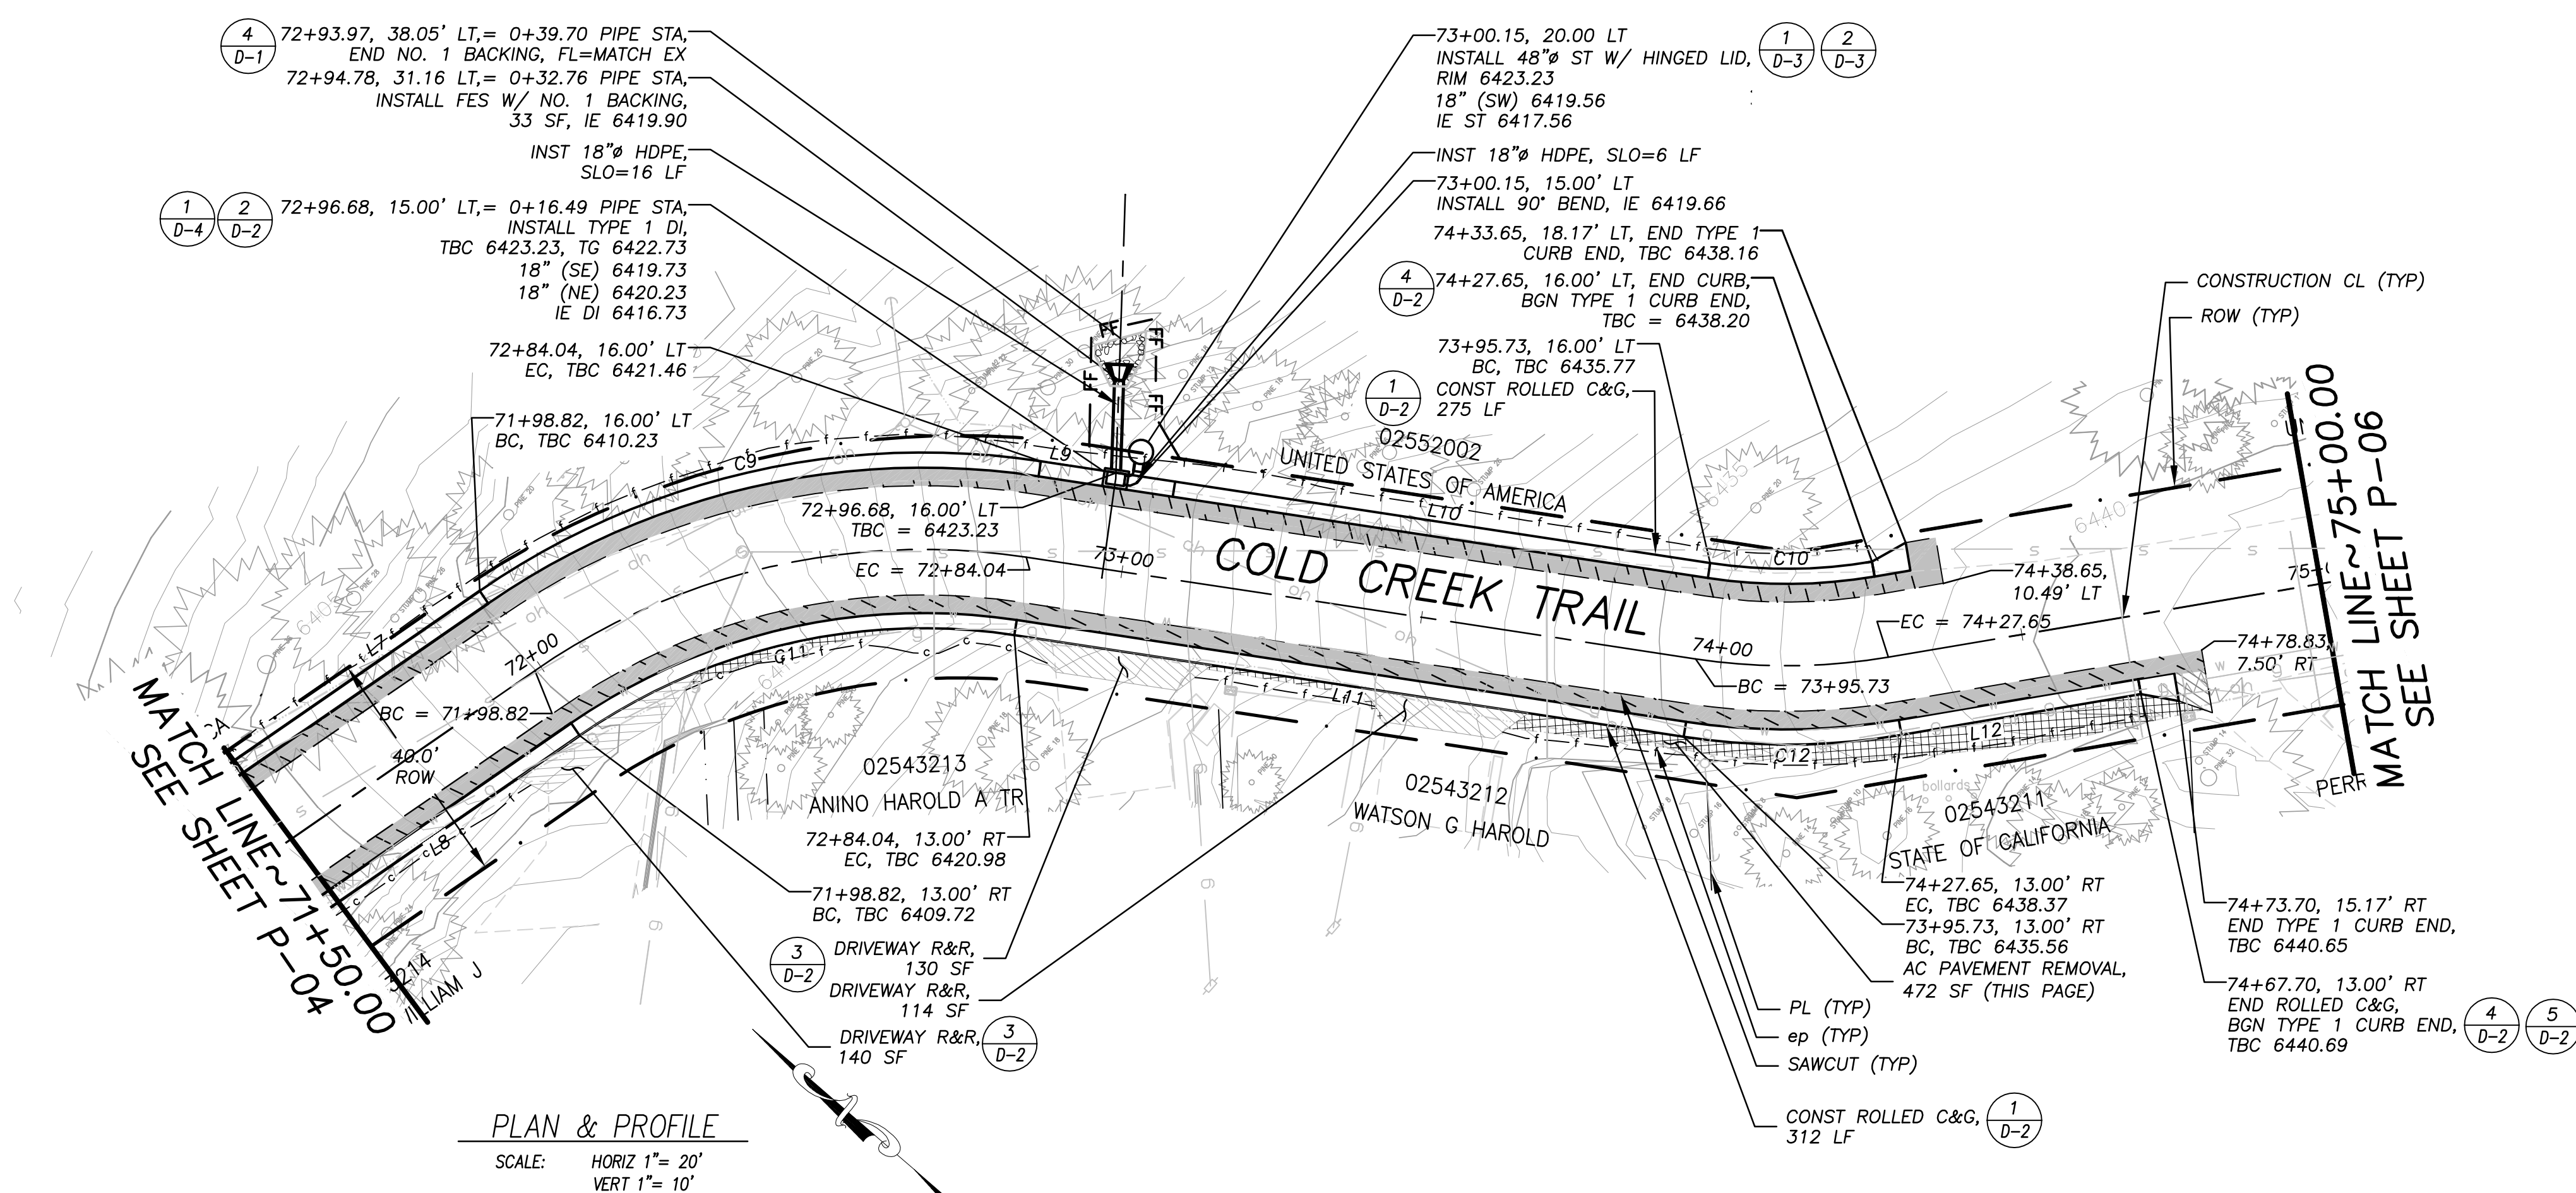 4
D-1
72+93.97, 38.05' LT,= 0+39.70 PIPE STA,
END NO. 1 BACKING, FL=MATCH EX
72+94.78, 31.16 LT,= 0+32.76 PIPE STA,
INSTALL FES W/ NO. 1 BACKING,
33 SF, IE 6419.90
INST 18"ø HDPE,
SLO=16 LF
1
D-4
2
D-2
72+96.68, 15.00' LT,= 0+16.49 PIPE STA,
INSTALL TYPE 1 DI,
TBC 6423.23, TG 6422.73
18" (SE) 6419.73
18" (NE) 6420.23
IE DI 6416.73
72+84.04, 16.00' LT
EC, TBC 6421.46
71+98.82, 16.00' LT
BC, TBC 6410.23
73+00.15, 20.00 LT
INSTALL 48"ø ST W/ HINGED LID,
RIM 6423.23
18" (SW) 6419.56
IE ST 6417.56
1
D-3
2
D-3
INST 18"ø HDPE, SLO=6 LF
73+00.15, 15.00' LT
INSTALL 90° BEND, IE 6419.66
74+33.65, 18.17' LT, END TYPE 1
CURB END, TBC 6438.16
4
D-2
74+27.65, 16.00' LT, END CURB,
BGN TYPE 1 CURB END,
TBC = 6438.20
73+95.73, 16.00' LT
BC, TBC 6435.77
1
D-2
CONST ROLLED C&G,
275 LF
CONSTRUCTION CL (TYP)
ROW (TYP)
02552002
UNITED STATES OF AMERICA
FF
FF
FF
FF
L7
C9
L9
L10
C10
6405
6435
6440
72+96.68, 16.00' LT
TBC = 6423.23
EC = 72+84.04
73+00
COLD CREEK TRAIL
74+38.65,
10.49' LT
EC = 74+27.65
74+00
BC = 73+95.73
74+78.83,
7.50' RT
72+00
BC = 71+98.82
40.0'
ROW
L8
C11
L11
C12
L12
MATCH LINE~71+50.00
SEE SHEET P-04
MATCH LINE~75+00.00
SEE SHEET P-06
PERR
02543213
ANINO HAROLD A TR
02543212
WATSON G HAROLD
bollards
02543211
STATE OF CALIFORNIA
LIAM J
72+84.04, 13.00' RT
EC, TBC 6420.98
71+98.82, 13.00' RT
BC, TBC 6409.72
3
D-2
DRIVEWAY R&R,
130 SF
DRIVEWAY R&R,
114 SF
DRIVEWAY R&R,
140 SF
3
D-2
74+27.65, 13.00' RT
EC, TBC 6438.37
73+95.73, 13.00' RT
BC, TBC 6435.56
AC PAVEMENT REMOVAL,
472 SF (THIS PAGE)
PL (TYP)
ep (TYP)
SAWCUT (TYP)
CONST ROLLED C&G,
312 LF
1
D-2
74+73.70, 15.17' RT
END TYPE 1 CURB END,
TBC 6440.65
74+67.70, 13.00' RT
END ROLLED C&G,
BGN TYPE 1 CURB END,
TBC 6440.69
4
D-2
5
D-2
PLAN & PROFILE
SCALE:
HORIZ 1"= 20'
VERT 1"= 10'